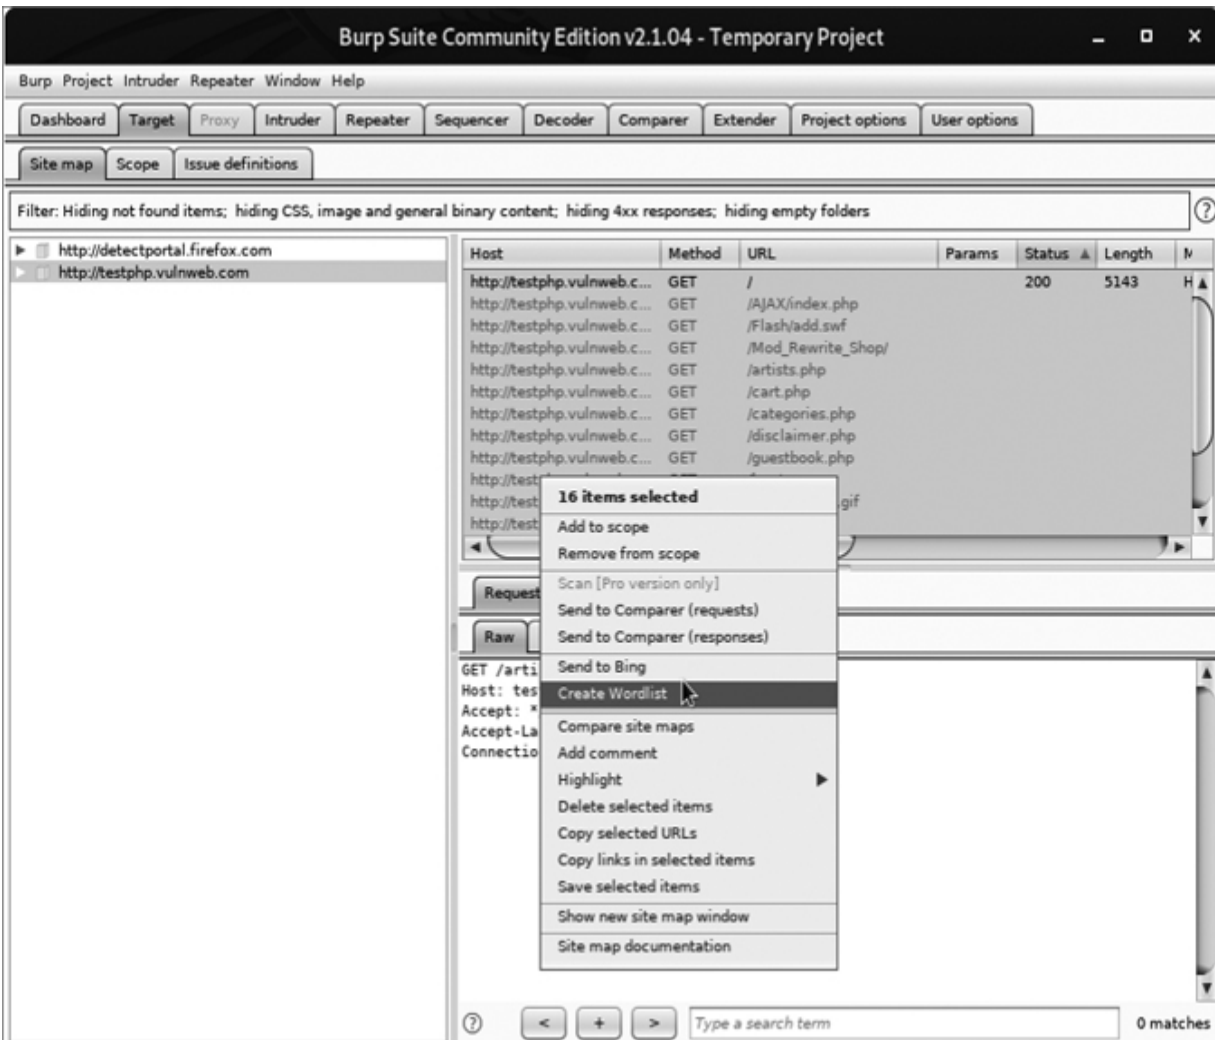 Burp Suite Community Edition v2.1.04 - Temporary Project
Burp Project Intruder Repeater Window Help
Dashboard Target Proxy Intruder Repeater Sequencer Decoder Comparer Extender Project options User options
Site map Scope Issue definitions
Filter: Hiding not found items; hiding CSS, image and general binary content; hiding 4xx responses; hiding empty folders
http://detectportal.firefox.com
http://testphp.vulnweb.com
Host Method URL Params Status Length
http://testphp.vulnweb.c... GET / 200 5143 H
http://testphp.vulnweb.c... GET /AJAX/index.php
http://testphp.vulnweb.c... GET /Flash/add.swf
http://testphp.vulnweb.c... GET /Mod_Rewrite_Shop/
http://testphp.vulnweb.c... GET /artists.php
http://testphp.vulnweb.c... GET /cart.php
http://testphp.vulnweb.c... GET /categories.php
http://testphp.vulnweb.c... GET /disclaimer.php
http://testphp.vulnweb.c... GET /guestbook.php
http://test
http://test .gif
http://test
16 items selected
Add to scope
Remove from scope
Scan [Pro version only]
Send to Comparer (requests)
Send to Comparer (responses)
Send to Bing
Create Wordlist
Compare site maps
Add comment
Highlight
Delete selected items
Copy selected URLs
Copy links in selected items
Save selected items
Show new site map window
Site map documentation
Request
Raw
GET /arti
Host: tes
Accept: *
Accept-La
Connectio
? < + > Type a search term 0 matches